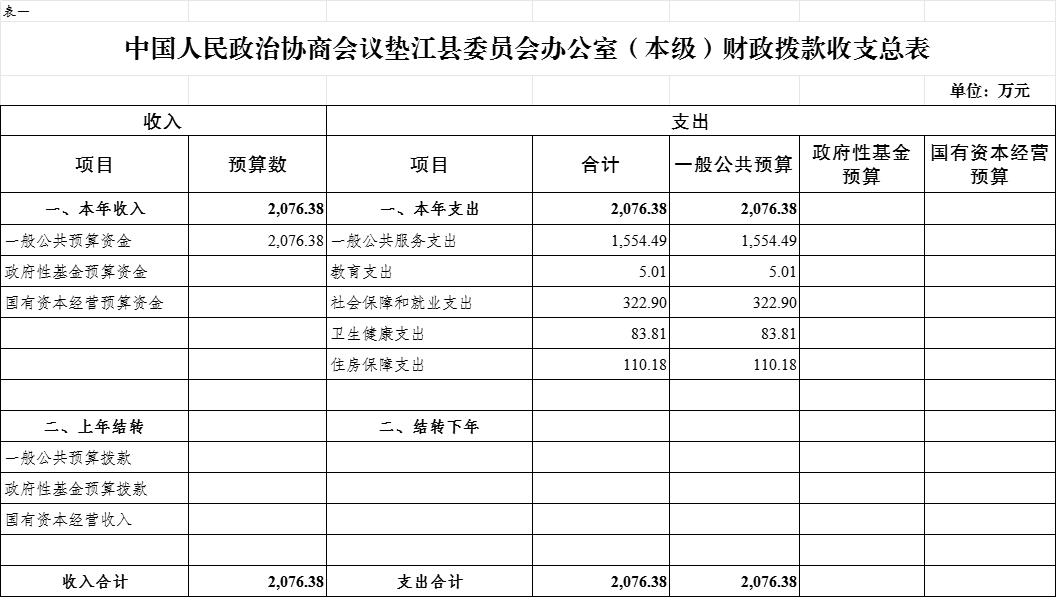 表一
中国人民政治协商会议垫江县委员会办公室（本级）财政拨款收支总表
单位：万元
收入 支出
项目 预算数 项目 合计 一般公共预算 政府性基金 国有资本经营
预算 预算
一、本年收入 2,076.38 一、本年支出 2,076.38 2,076.38
一般公共预算资金 2,076.38 一般公共服务支出 1,554.49 1,554.49
政府性基金预算资金 教育支出 5.01 5.01
国有资本经营预算资金 社会保障和就业支出 322.90 322.90
卫生健康支出 83.81 83.81
住房保障支出 110.18 110.18
二、上年结转 二、结转下年
一般公共预算拨款
政府性基金预算拨款
国有资本经营收入
收入合计 2,076.38 支出合计 2,076.38 2,076.38